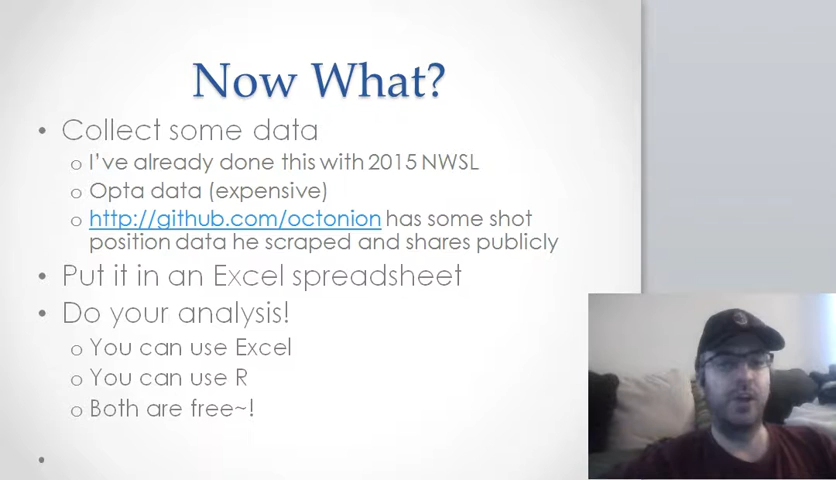 Now What?
• Collect some data
o I've already done this with 2015 NWSL
o Opta data (expensive)
o http://github.com/octonion has some shot
position data he scraped and shares publicly
• Put it in an Excel spreadsheet
• Do your analysis!
o You can use Excel
o You can use R
o Both are free~!
•